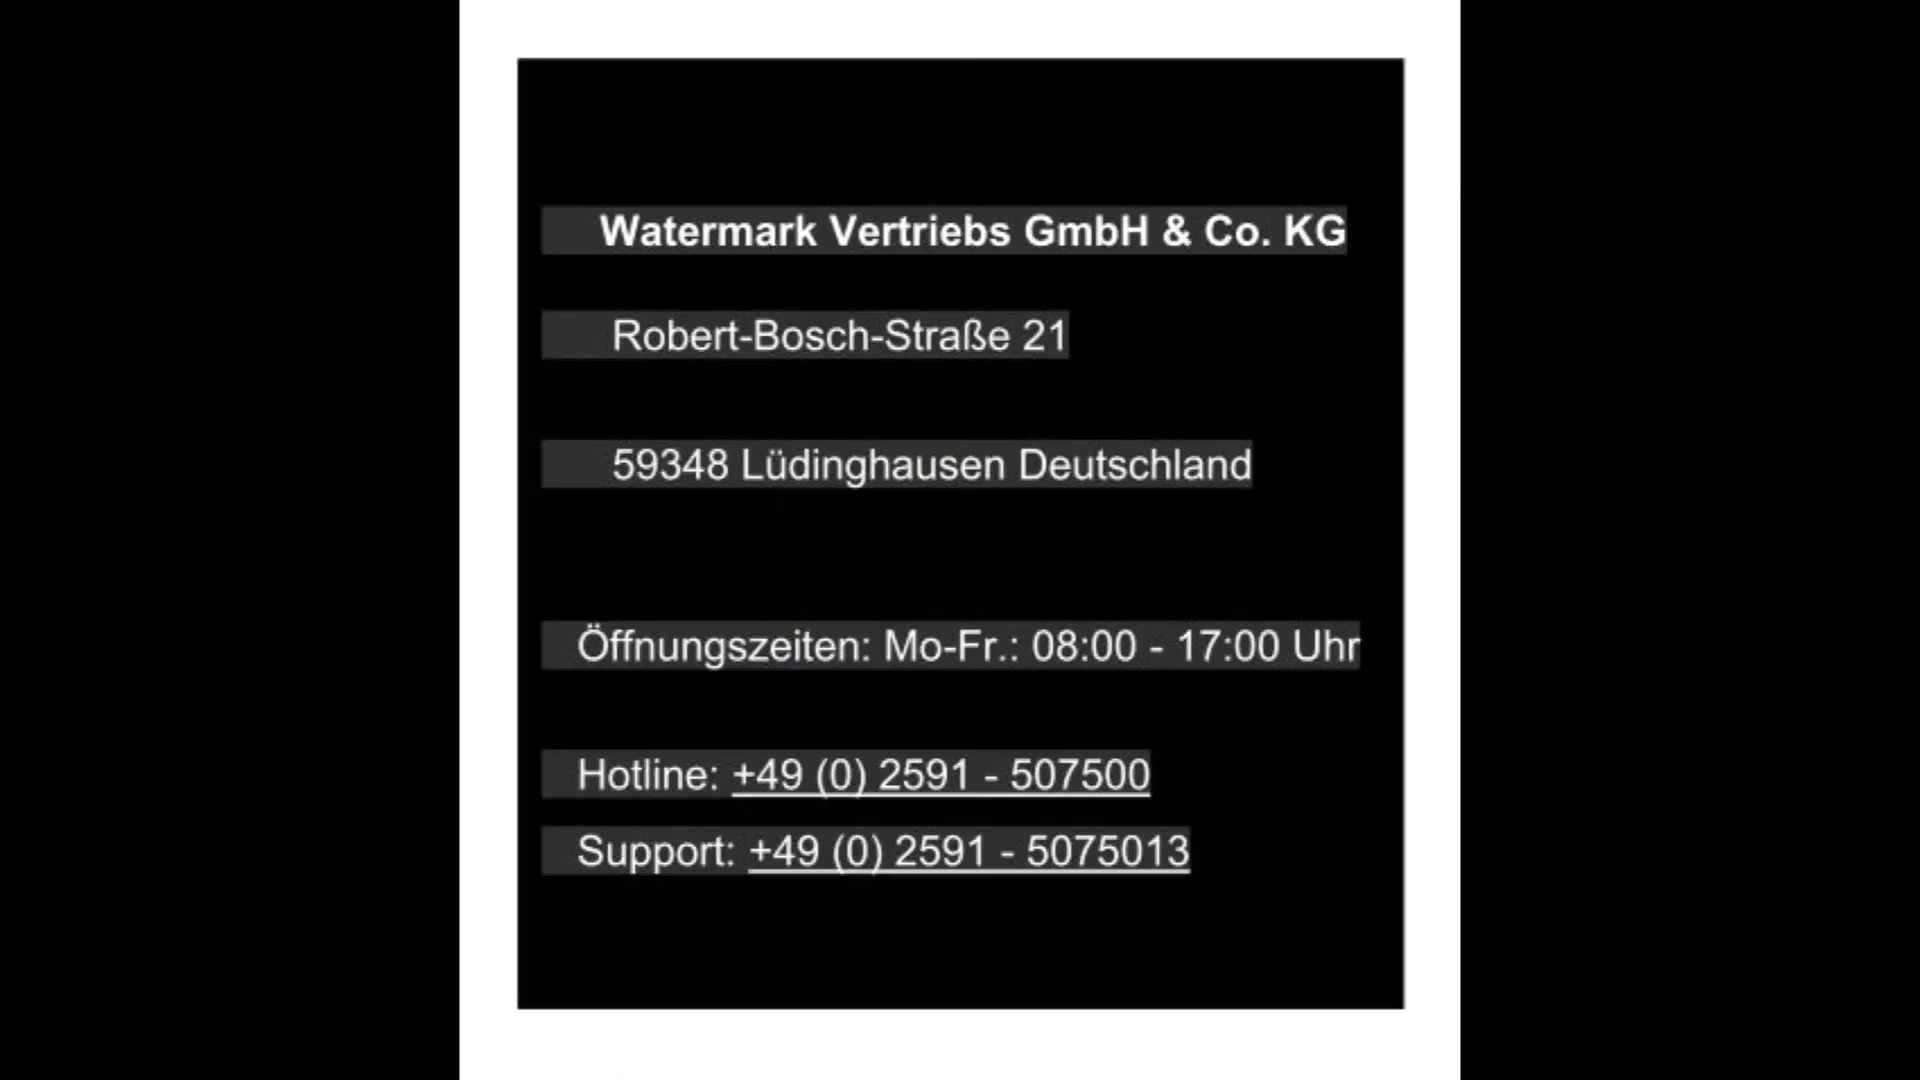 Watermark Vertriebs GmbH & Co. KG
Robert-Bosch-Straße 21
59348 Lüdinghausen Deutschland
Öffnungszeiten: Mo-Fr.: 08:00 - 17:00 Uhr
Hotline: +49 (0) 2591 - 507500
Support: +49 (0) 2591 - 5075013